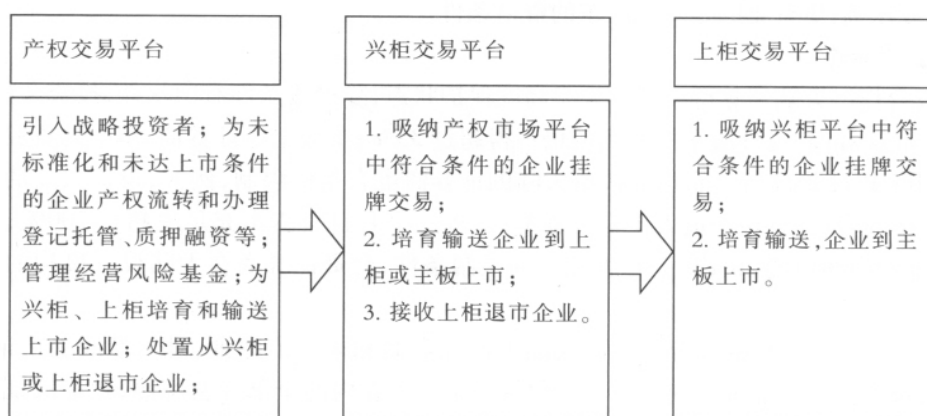 产权交易平台
引入战略投资者；为未
标准化和未达上市条件
的企业产权流转和办理
登记托管、质押融资等；
管理经营风险基金；为
兴柜、上柜培育和输送
上市企业；处置从兴柜
或上柜退市企业；
兴柜交易平台
1. 吸纳产权市场平台
中符合条件的企业挂
牌交易；
2. 培育输送企业到上
柜或主板上市；
3. 接收上柜退市企业。
上柜交易平台
1. 吸纳兴柜平台中符
合条件的企业挂牌交
易；
2. 培育输送,企业到主
板上市。